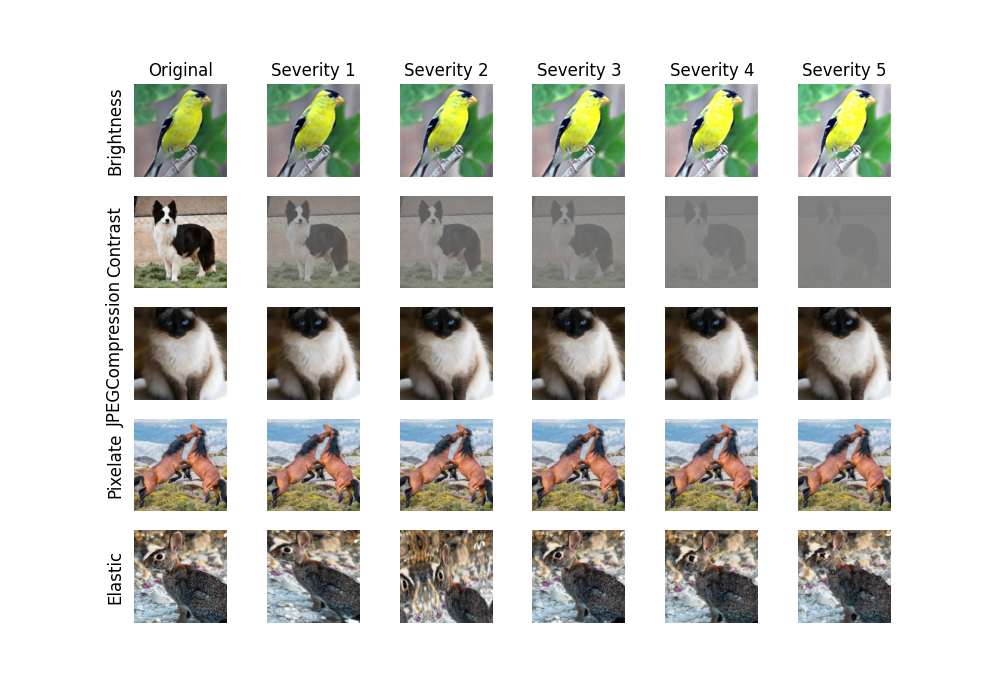 Original Severity 1 Severity 2 Severity 3 Severity 4 Severity 5
Brightness
Contrast
JPEGCompression
Pixelate
Elastic